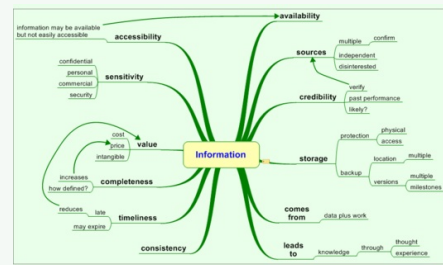 information may be available
but not easily accessible
accessibility
confidential
personal
commercial
security
sensitivity
cost
price
intangible
value
increases
how defined?
completeness
reduces
late
may expire
timeliness
consistency
Information
availability
sources
multiple
confirm
independent
disinterested
credibility
verify
past performance
likely?
storage
protection
physical
access
backup
location
multiple
versions
multiple
milestones
comes
from
data plus work
leads
to
knowledge
through
thought
experience